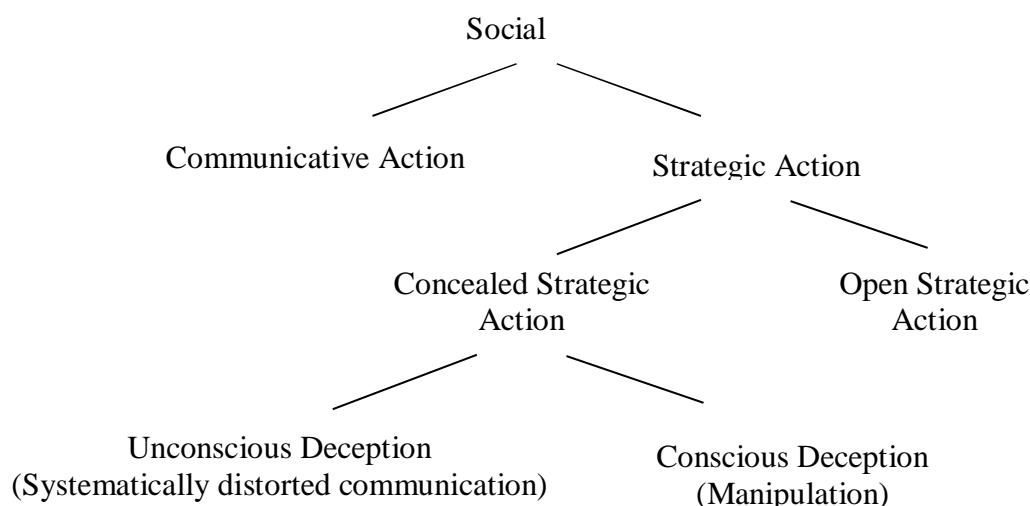 Social
Communicative Action
Strategic Action
Concealed Strategic
Action
Open Strategic
Action
Unconscious Deception
(Systematically distorted communication)
Conscious Deception
(Manipulation)